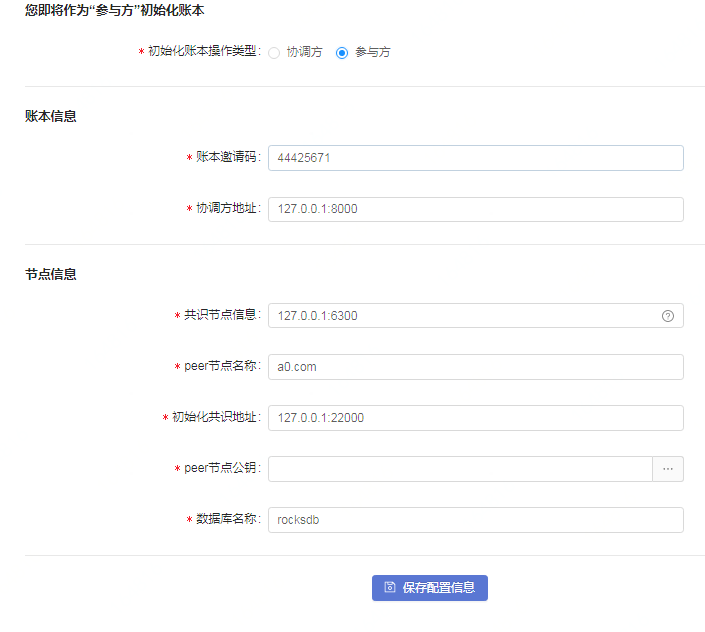 您即将作为“参与方”初始化账本
* 初始化账本操作类型: 协调方 参与方
账本信息
* 账本邀请码: 44425671
* 协调方地址: 127.0.0.1:8000
节点信息
* 共识节点信息: 127.0.0.1:6300
* peer节点名称: a0.com
* 初始化共识地址: 127.0.0.1:22000
* peer节点公钥: ...
* 数据库名称: rocksdb
保存配置信息